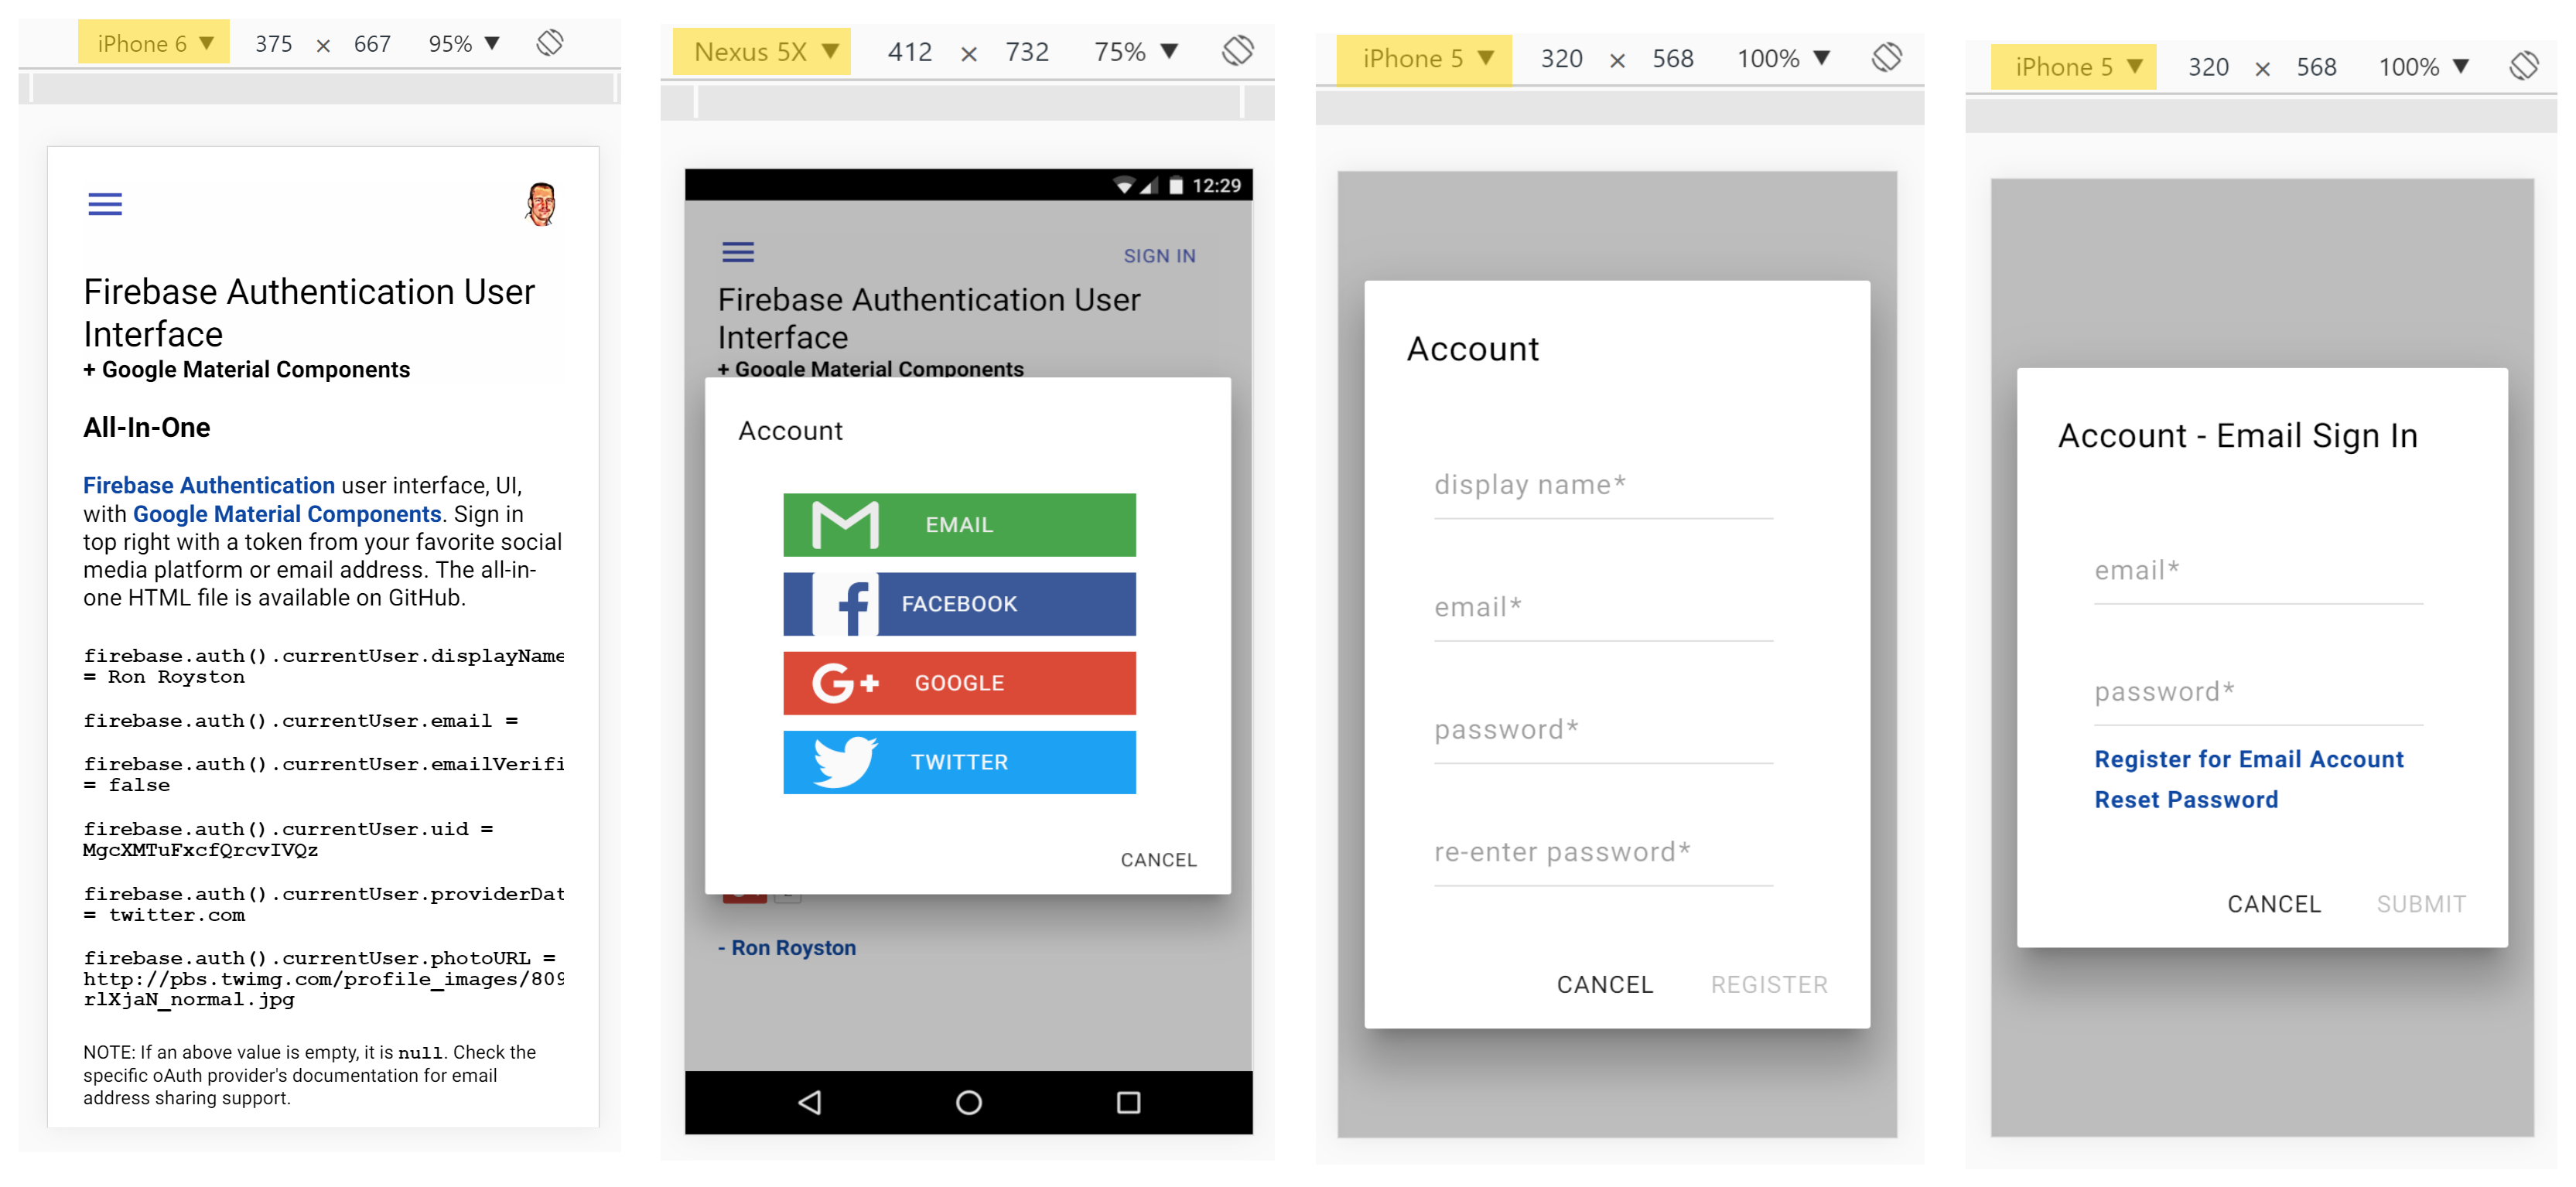 iPhone 6 ▼ 375 × 667 95% ▼
Firebase Authentication User
Interface
+ Google Material Components
All-In-One
Firebase Authentication user interface, UI,
with Google Material Components. Sign in
top right with a token from your favorite social
media platform or email address. The all-in-
one HTML file is available on GitHub.
firebase.auth().currentUser.displayName
= Ron Royston
firebase.auth().currentUser.email =
firebase.auth().currentUser.emailVerifi
= false
firebase.auth().currentUser.uid =
MgcXMTuFxcfQrcvIVQz
firebase.auth().currentUser.providerDat
= twitter.com
firebase.auth().currentUser.photoURL =
http://pbs.twimg.com/profile_images/809
rlXjaN_normal.jpg
NOTE: If an above value is empty, it is null. Check the
specific oAuth provider's documentation for email
address sharing support.
Nexus 5X ▼ 412 × 732 75% ▼
12:29
SIGN IN
Firebase Authentication User
Interface
+ Google Material Components
Account
EMAIL
FACEBOOK
G+ GOOGLE
TWITTER
CANCEL
- Ron Royston
iPhone 5 ▼ 320 × 568 100% ▼
Account
display name*
email*
password*
re-enter password*
CANCEL REGISTER
iPhone 5 ▼ 320 × 568 100% ▼
Account - Email Sign In
email*
password*
Register for Email Account
Reset Password
CANCEL SUBMIT